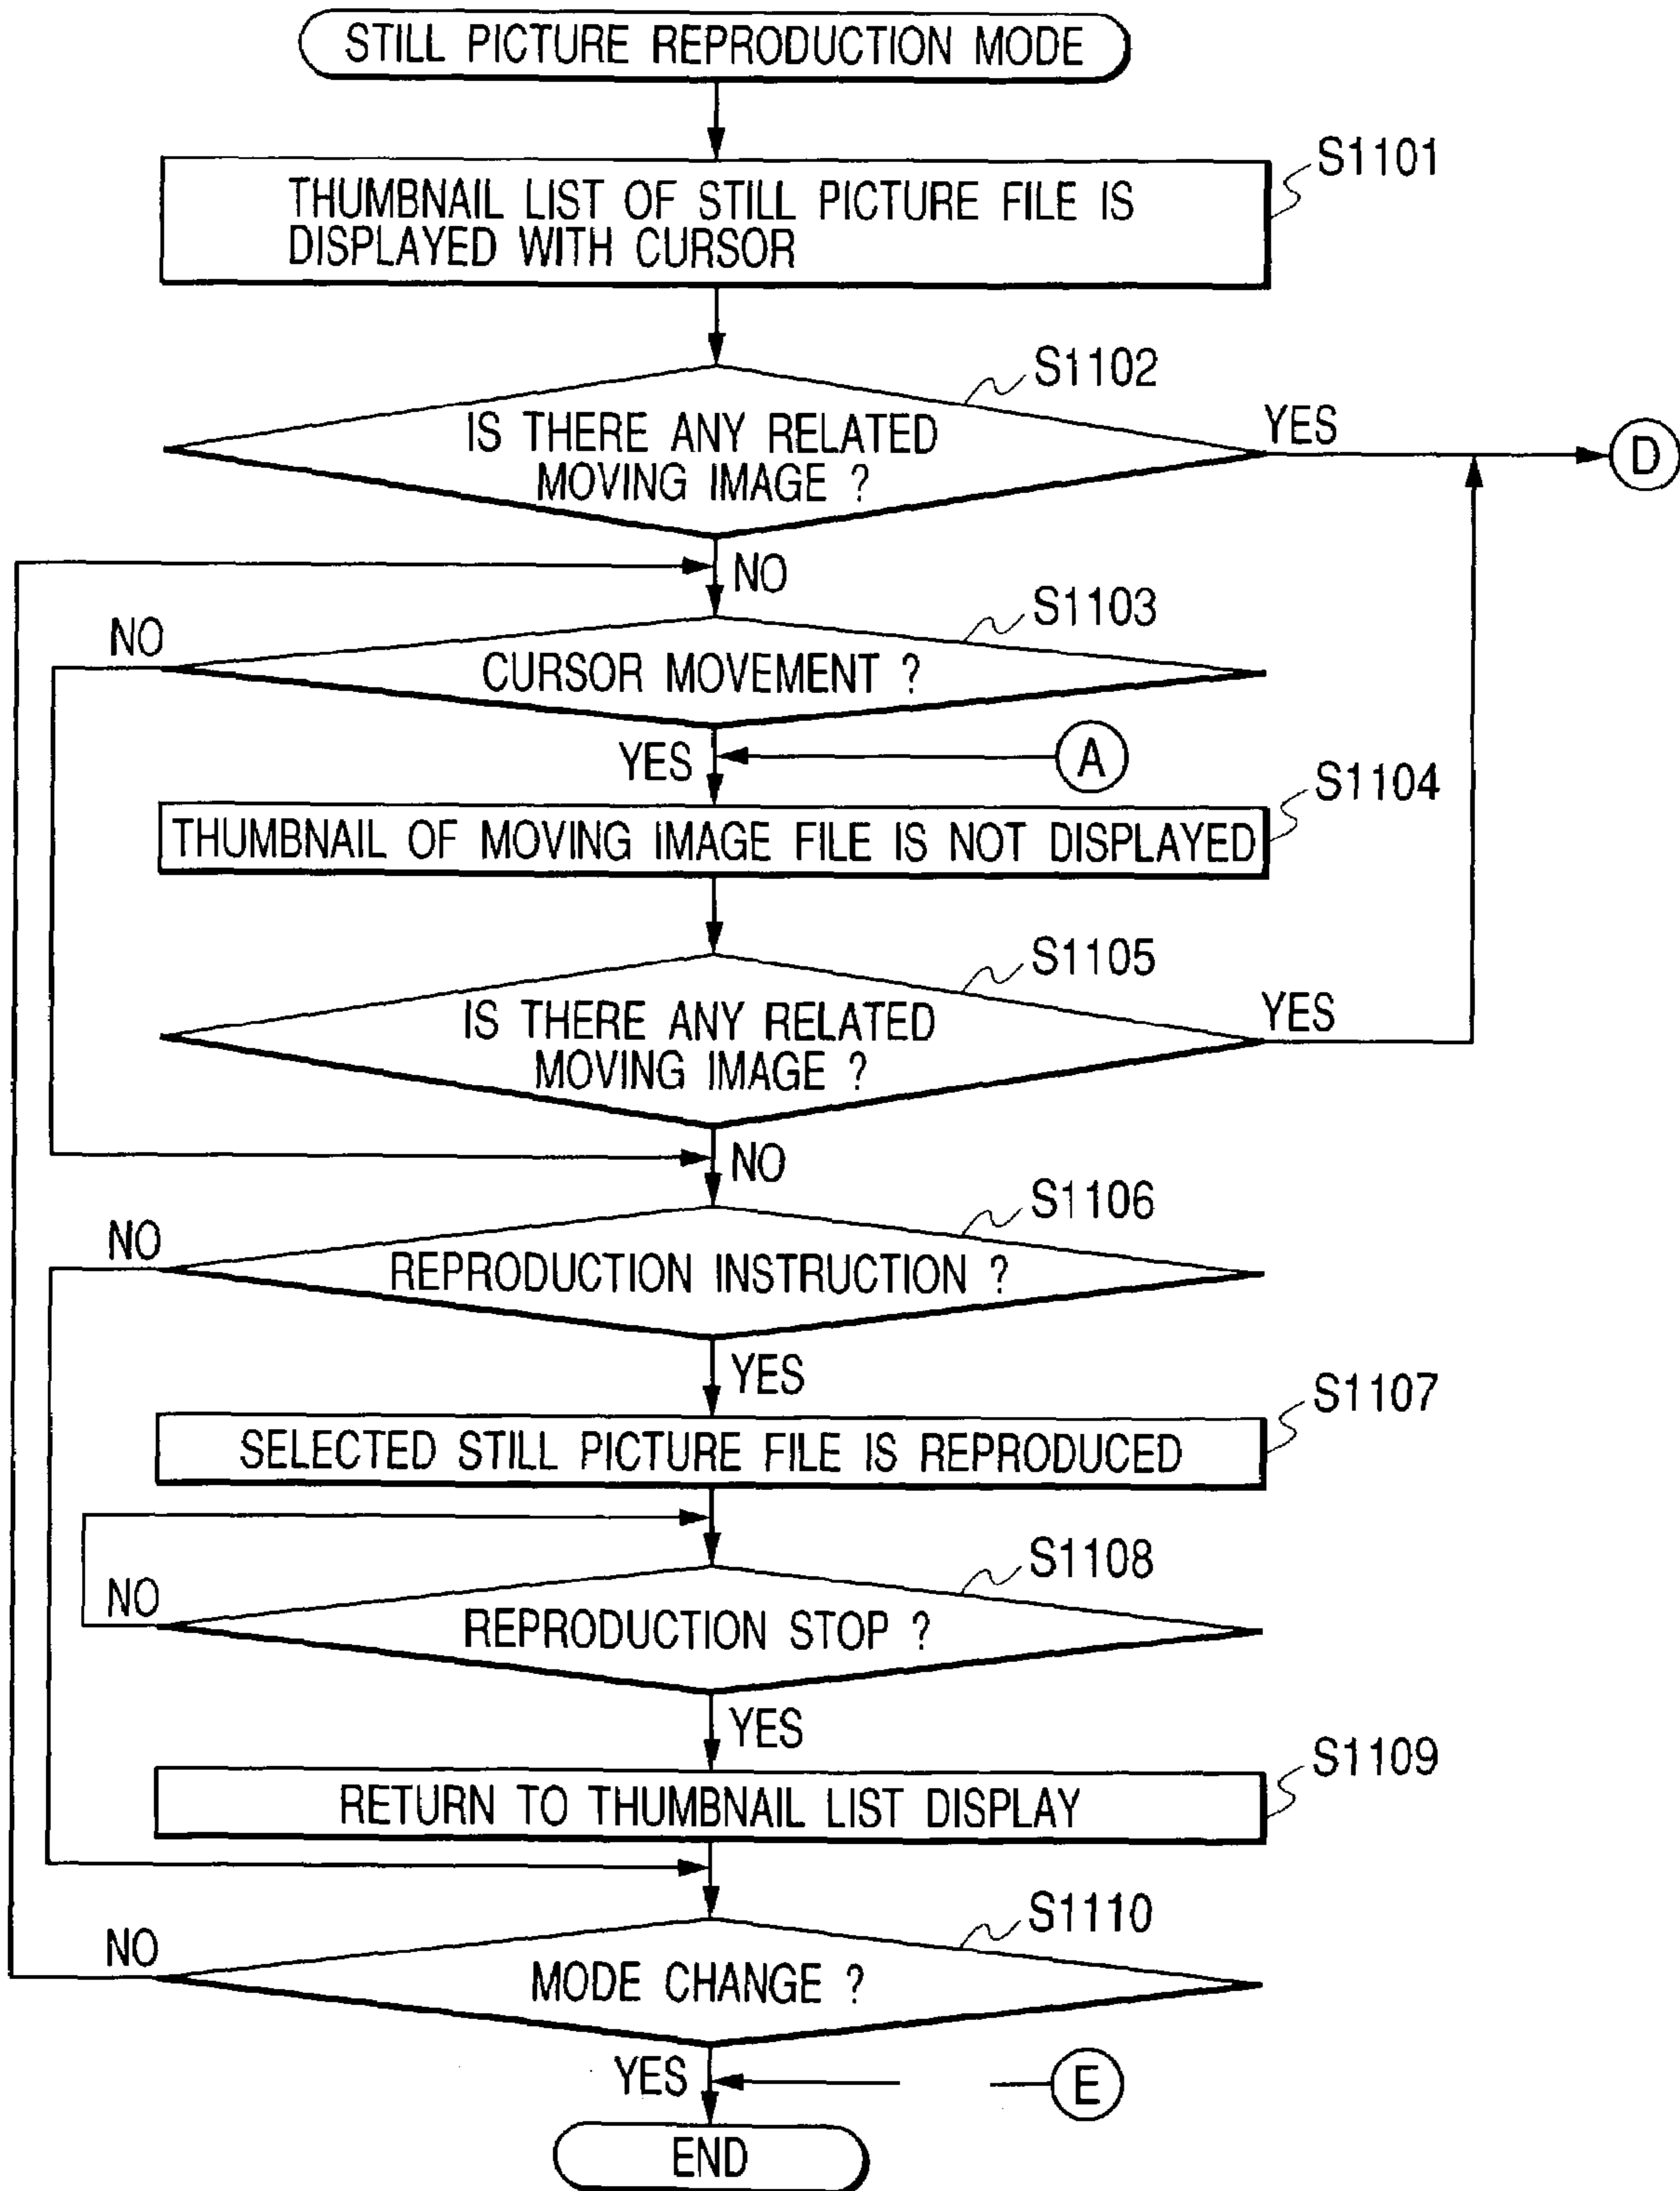 STILL PICTURE REPRODUCTION MODE
S1101
THUMBNAIL LIST OF STILL PICTURE FILE IS
DISPLAYED WITH CURSOR
S1102
IS THERE ANY RELATED
MOVING IMAGE ?
YES
D
NO
S1103
NO
CURSOR MOVEMENT ?
YES
A
S1104
THUMBNAIL OF MOVING IMAGE FILE IS NOT DISPLAYED
S1105
IS THERE ANY RELATED
MOVING IMAGE ?
YES
NO
S1106
NO
REPRODUCTION INSTRUCTION ?
YES
S1107
SELECTED STILL PICTURE FILE IS REPRODUCED
S1108
NO
REPRODUCTION STOP ?
YES
S1109
RETURN TO THUMBNAIL LIST DISPLAY
S1110
NO
MODE CHANGE ?
YES
E
END